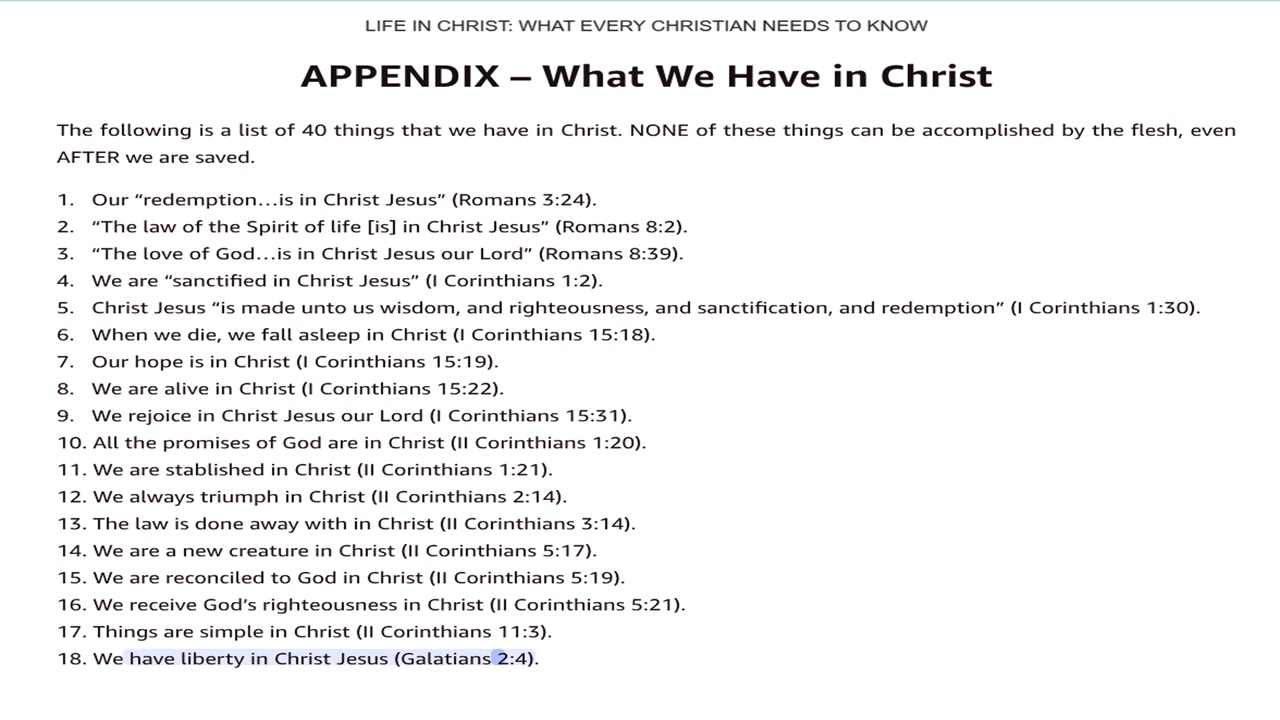 LIFE IN CHRIST: WHAT EVERY CHRISTIAN NEEDS TO KNOW
APPENDIX – What We Have in Christ
The following is a list of 40 things that we have in Christ. NONE of these things can be accomplished by the flesh, even
AFTER we are saved.
1. Our “redemption…is in Christ Jesus” (Romans 3:24).
2. “The law of the Spirit of life [is] in Christ Jesus” (Romans 8:2).
3. “The love of God…is in Christ Jesus our Lord” (Romans 8:39).
4. We are “sanctified in Christ Jesus” (I Corinthians 1:2).
5. Christ Jesus “is made unto us wisdom, and righteousness, and sanctification, and redemption” (I Corinthians 1:30).
6. When we die, we fall asleep in Christ (I Corinthians 15:18).
7. Our hope is in Christ (I Corinthians 15:19).
8. We are alive in Christ (I Corinthians 15:22).
9. We rejoice in Christ Jesus our Lord (I Corinthians 15:31).
10. All the promises of God are in Christ (II Corinthians 1:20).
11. We are stablished in Christ (II Corinthians 1:21).
12. We always triumph in Christ (II Corinthians 2:14).
13. The law is done away with in Christ (II Corinthians 3:14).
14. We are a new creature in Christ (II Corinthians 5:17).
15. We are reconciled to God in Christ (II Corinthians 5:19).
16. We receive God’s righteousness in Christ (II Corinthians 5:21).
17. Things are simple in Christ (II Corinthians 11:3).
18. We have liberty in Christ Jesus (Galatians 2:4).